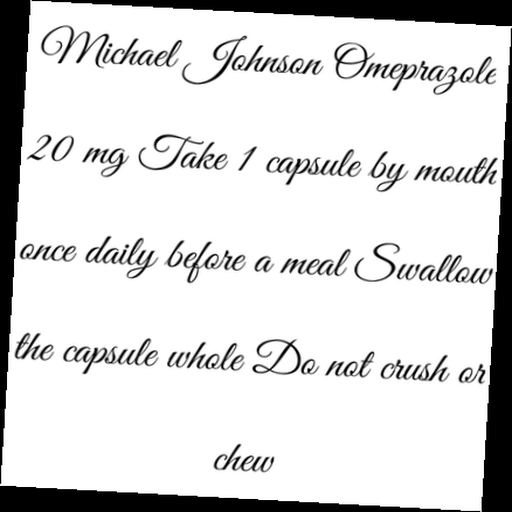 Michael Johnson Omeprazole
20 mg Take 1 capsule by mouth
once daily before a meal Swallow
the capsule whole Do not crush or
chew